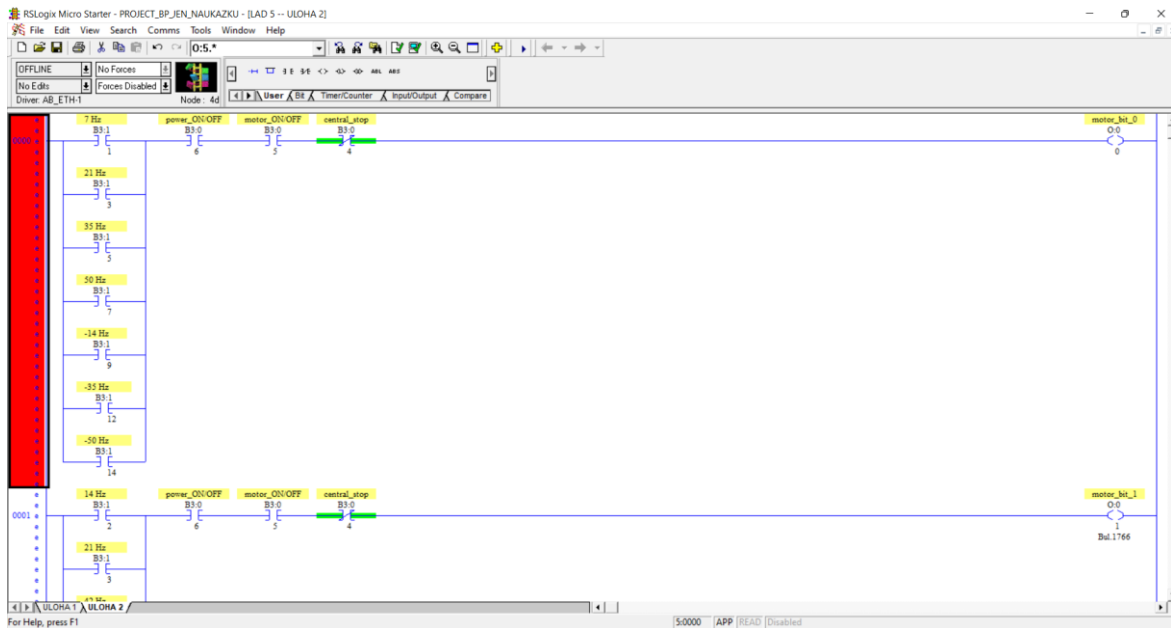 RSLogix Micro Starter - PROJECT_BP_JEN_NAUKAZKU - [LAD 5 -- ULOHA 2]
File Edit View Search Comms Tools Window Help
O:5.*
OFFLINE No Forces
No Edits Forces Disabled
Driver: AB_ETH-1 Node : 4d
ABL ABS
User Bit Timer/Counter Input/Output Compare
7 Hz power_ON/OFF motor_ON/OFF central_stop motor_bit_0
B3:1 B3:0 B3:0 B3:0 O:0
0000
1 6 5 4 0
21 Hz
B3:1
3
35 Hz
B3:1
5
50 Hz
B3:1
7
-14 Hz
B3:1
9
-35 Hz
B3:1
12
-50 Hz
B3:1
14
14 Hz power_ON/OFF motor_ON/OFF central_stop motor_bit_1
B3:1 B3:0 B3:0 B3:0 O:0
0001
2 6 5 4 1
Bul.1766
21 Hz
B3:1
3
ULOHA 1 ULOHA 2
For Help, press F1 5:0000 APP READ Disabled